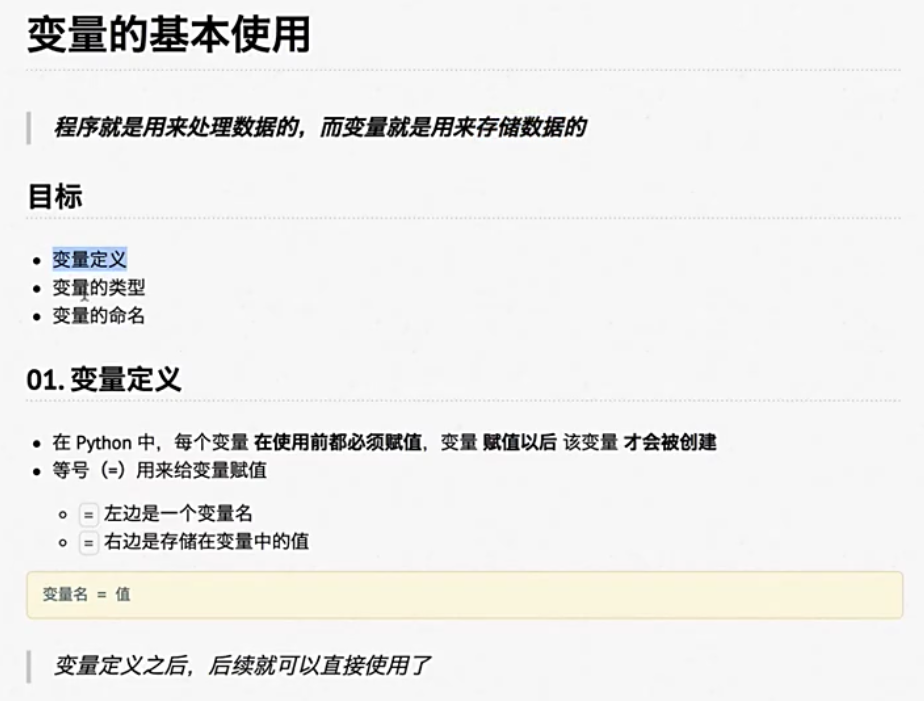 变量的基本使用
程序就是用来处理数据的，而变量就是用来存储数据的
目标
变量定义
变量的类型
变量的命名
01. 变量定义
在 Python 中，每个变量 在使用前都必须赋值，变量 赋值以后 该变量 才会被创建
等号（=）用来给变量赋值
= 左边是一个变量名
= 右边是存储在变量中的值
变量名 = 值
变量定义之后，后续就可以直接使用了